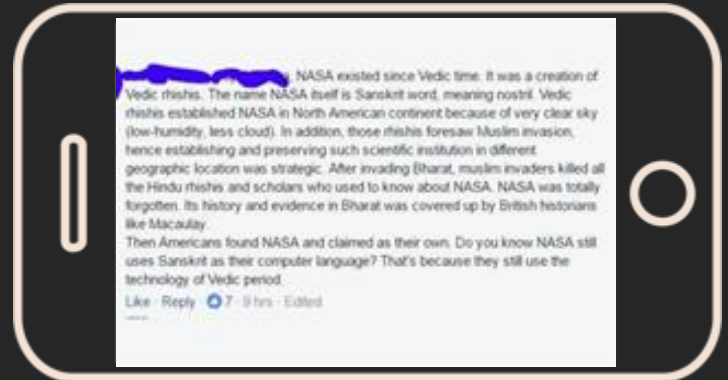 NASA existed since Vedic time. It was a creation of
Vedic rhishis. The name NASA itself is Sanskrit word, meaning nostril. Vedic
rhishis established NASA in North American continent because of very clear sky
(low-humidity, less cloud). In addition, those rhishis foresaw Muslim invasion,
hence establishing and preserving such scientific institution in different
geographic location was strategic. After invading Bharat, muslim invaders killed all
the Hindu rhishis and scholars who used to know about NASA. NASA was totally
forgotten. Its history and evidence in Bharat was covered up by British historians
like Macaulay.
Then Americans found NASA and claimed as their own. Do you know NASA still
uses Sanskrit as their computer language? That's because they still use the
technology of Vedic period.
Like · Reply · 7 · 9 hrs · Edited